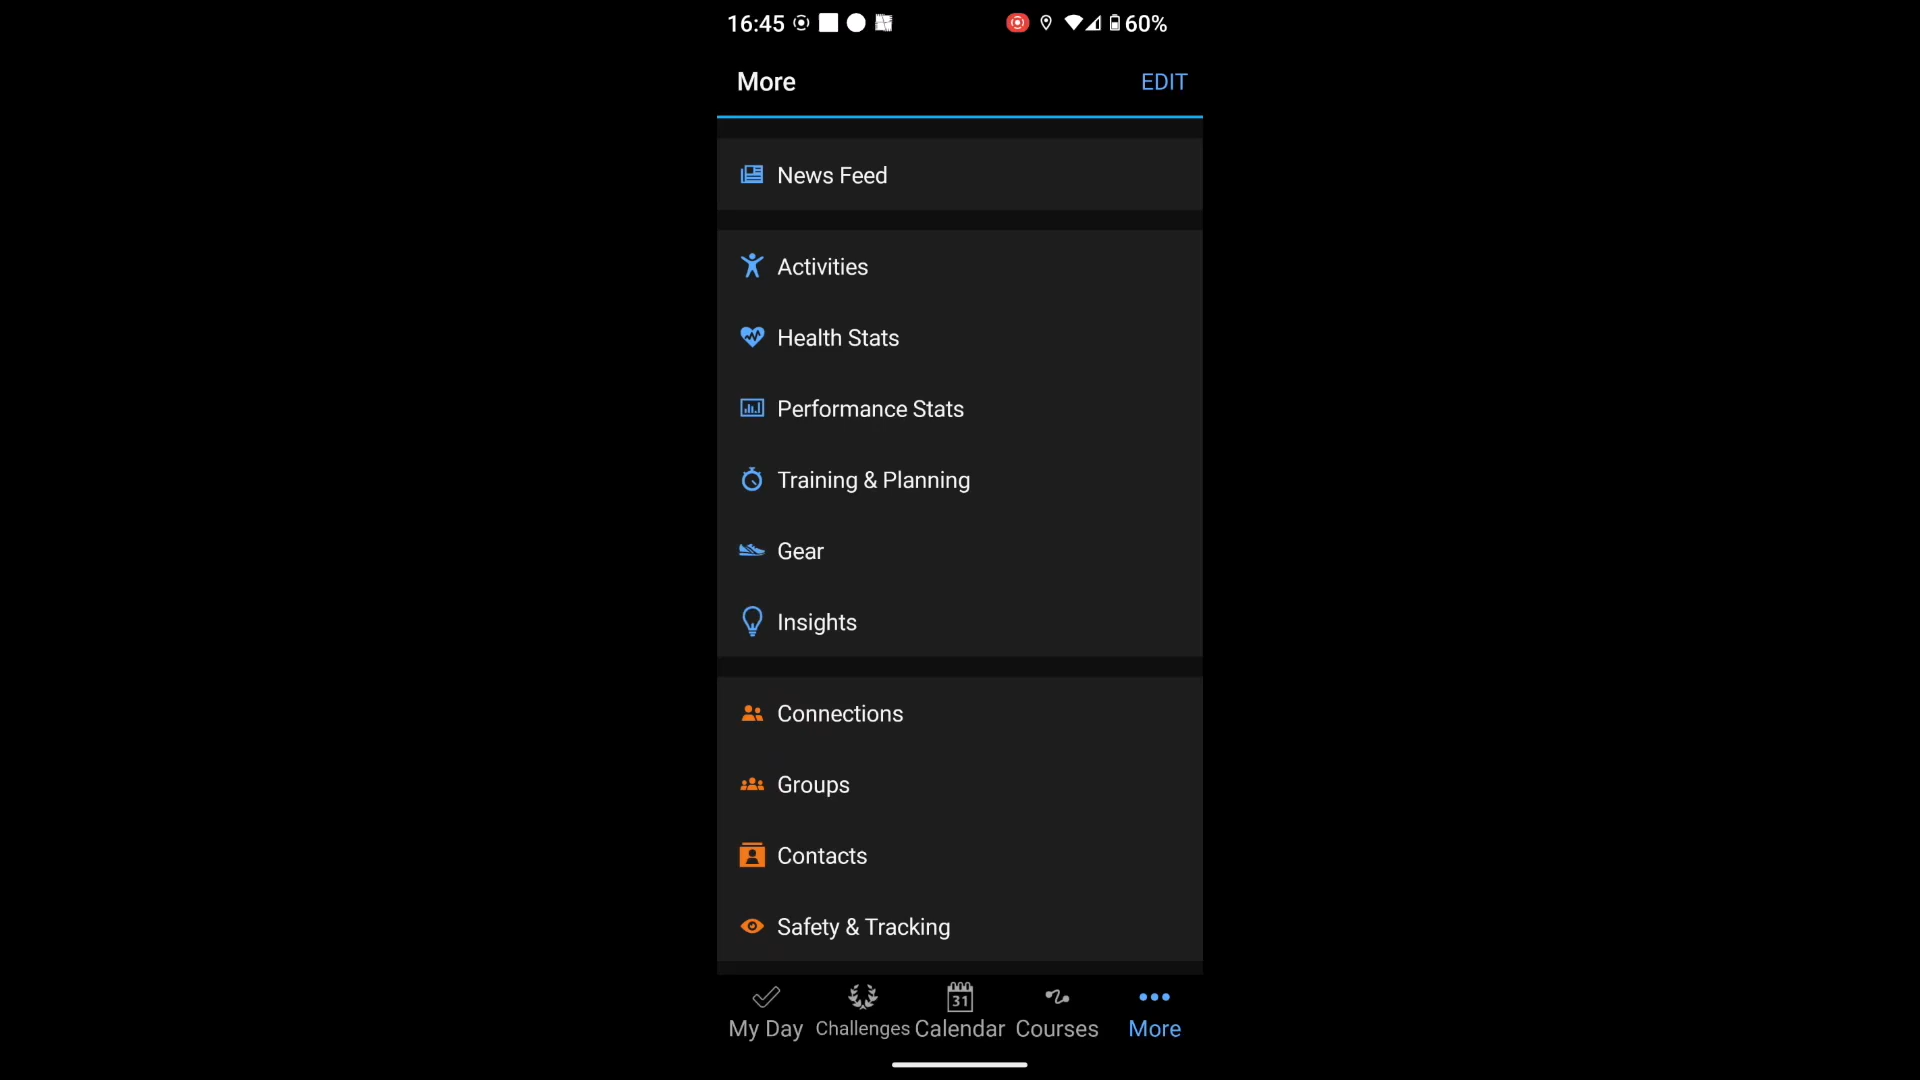 16:45 60%
More EDIT
News Feed
Activities
Health Stats
Performance Stats
Training & Planning
Gear
Insights
Connections
Groups
Contacts
Safety & Tracking
31
My Day Challenges Calendar Courses More